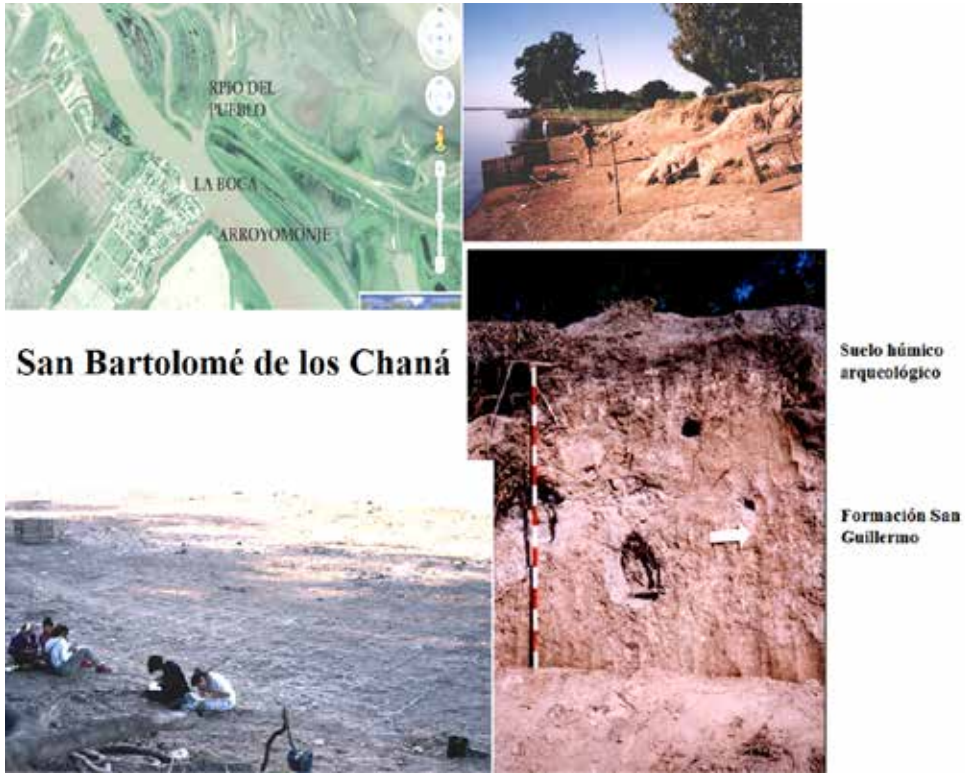 RPIO DEL
PUEBLO
LA BOCA
ARROYOMONJE
San Bartolomé de los Chaná
Suelo húmico
arqueológico
Formación San
Guillermo